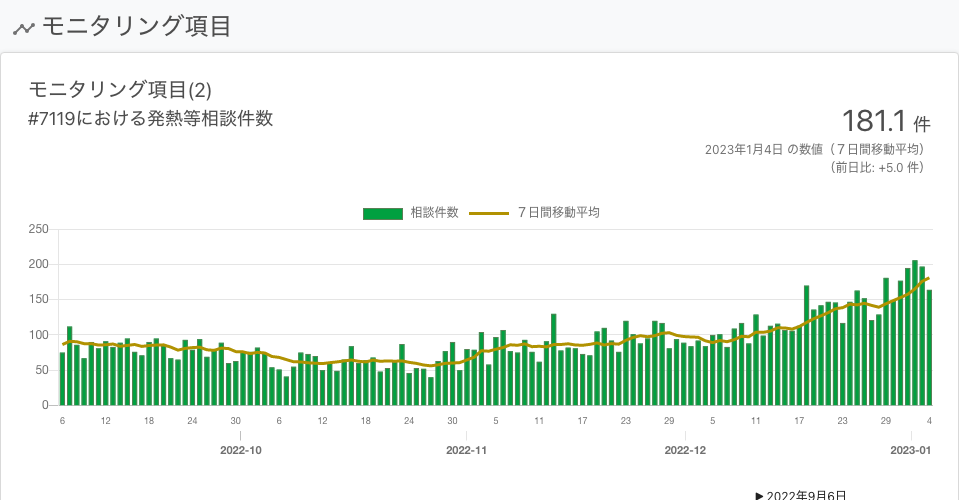 モニタリング項目
モニタリング項目(2)
#7119における発熱等相談件数
181.1 件
2023年1月4日 の数値（７日間移動平均）
（前日比: +5.0 件）
相談件数 ７日間移動平均
250
200
150
100
50
0
6 12 18 24 30 6 12 18 24 30 5 11 17 23 29 5 11 17 23 29 4
2022-10 2022-11 2022-12 2023-01
▶ 2022年9月6日